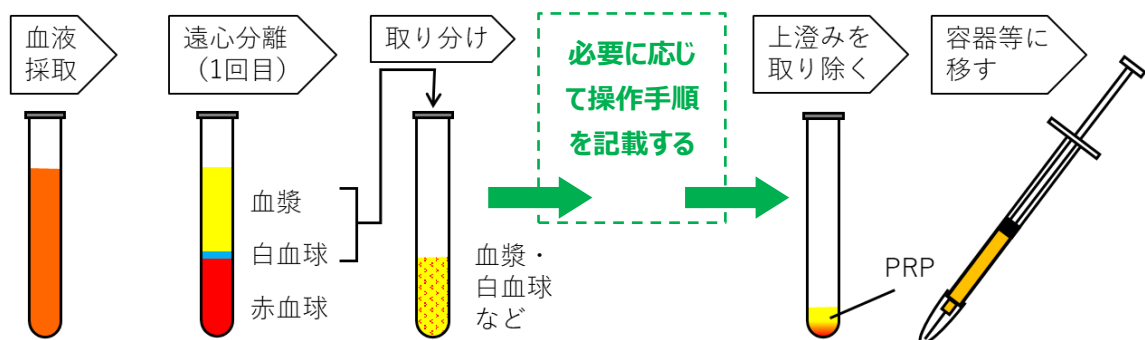 血液
採取
遠心分離
（1回目）
取り分け
必要に応じ
て操作手順
を記載する
上澄みを
取り除く
容器等に
移す
血漿
白血球
赤血球
血漿・
白血球
など
PRP